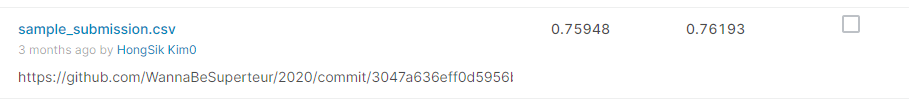 sample_submission.csv 0.75948 0.76193
3 months ago by HongSik Kim0
https://github.com/WannaBeSuperteur/2020/commit/3047a636eff0d5956